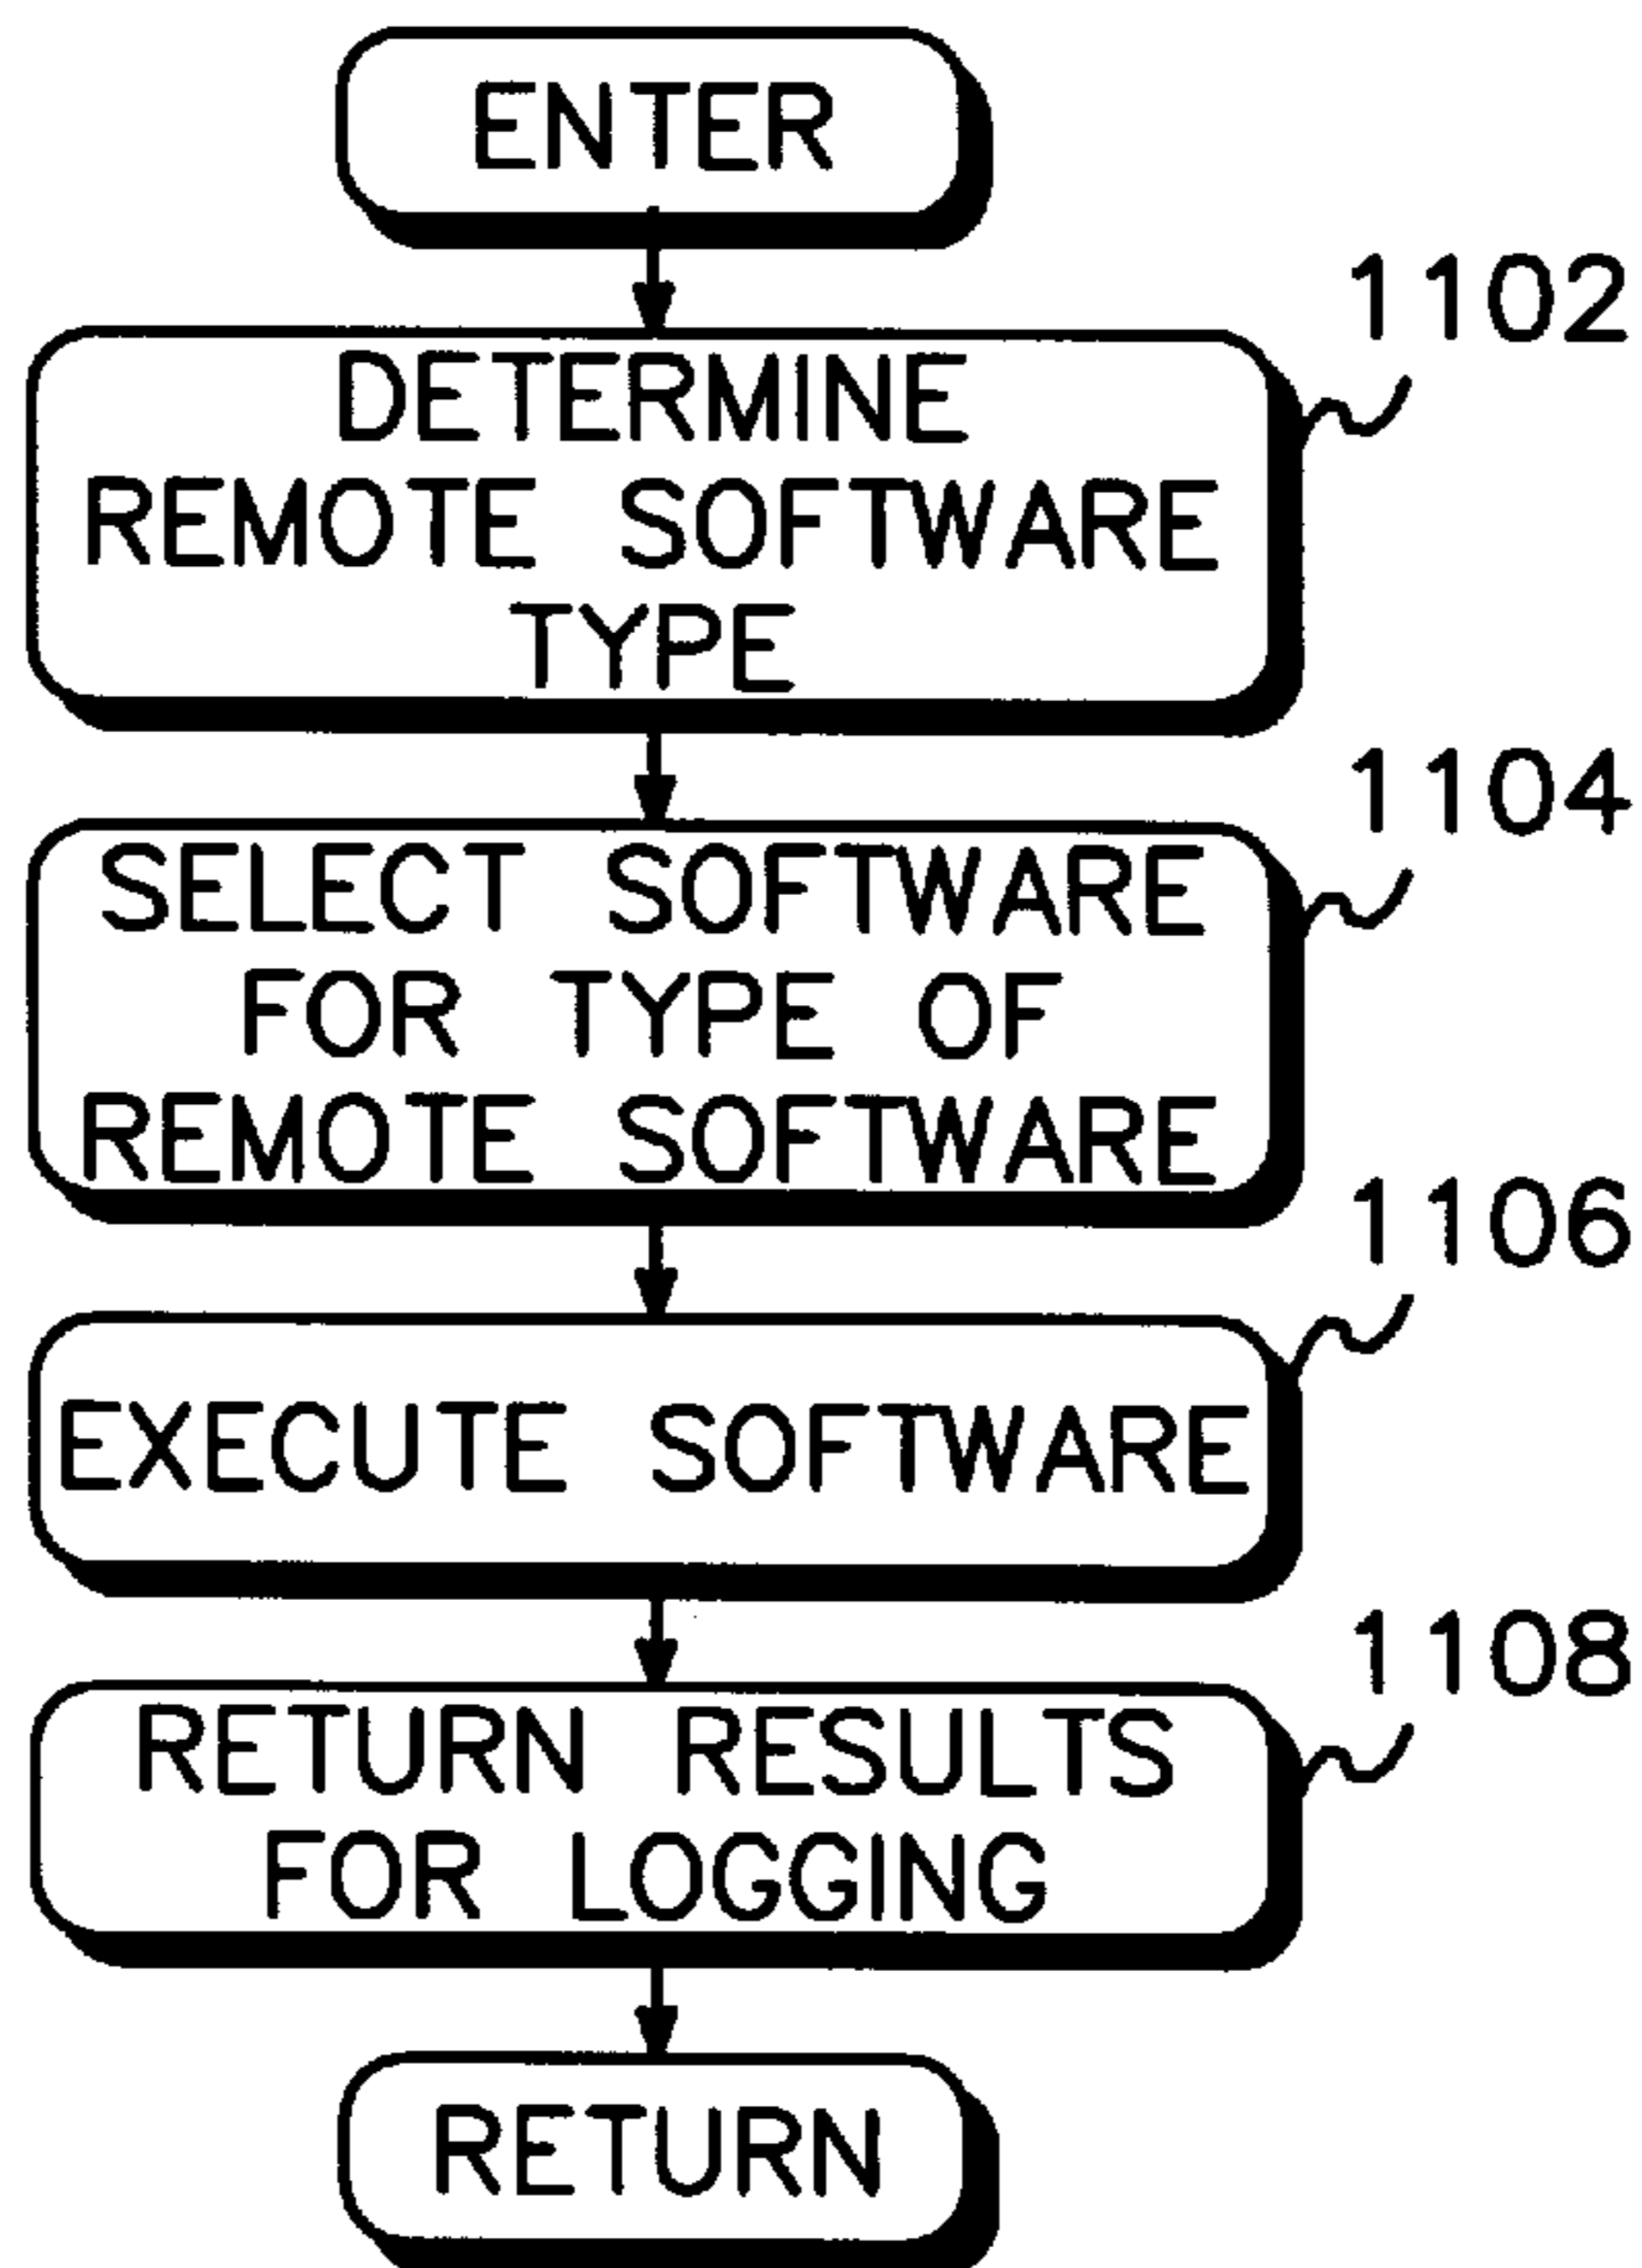 ENTER
1102
DETERMINE
REMOTE SOFTWARE
TYPE
1104
SELECT SOFTWARE
FOR TYPE OF
REMOTE SOFTWARE
1106
EXECUTE SOFTWARE
1108
RETURN RESULTS
FOR LOGGING
RETURN